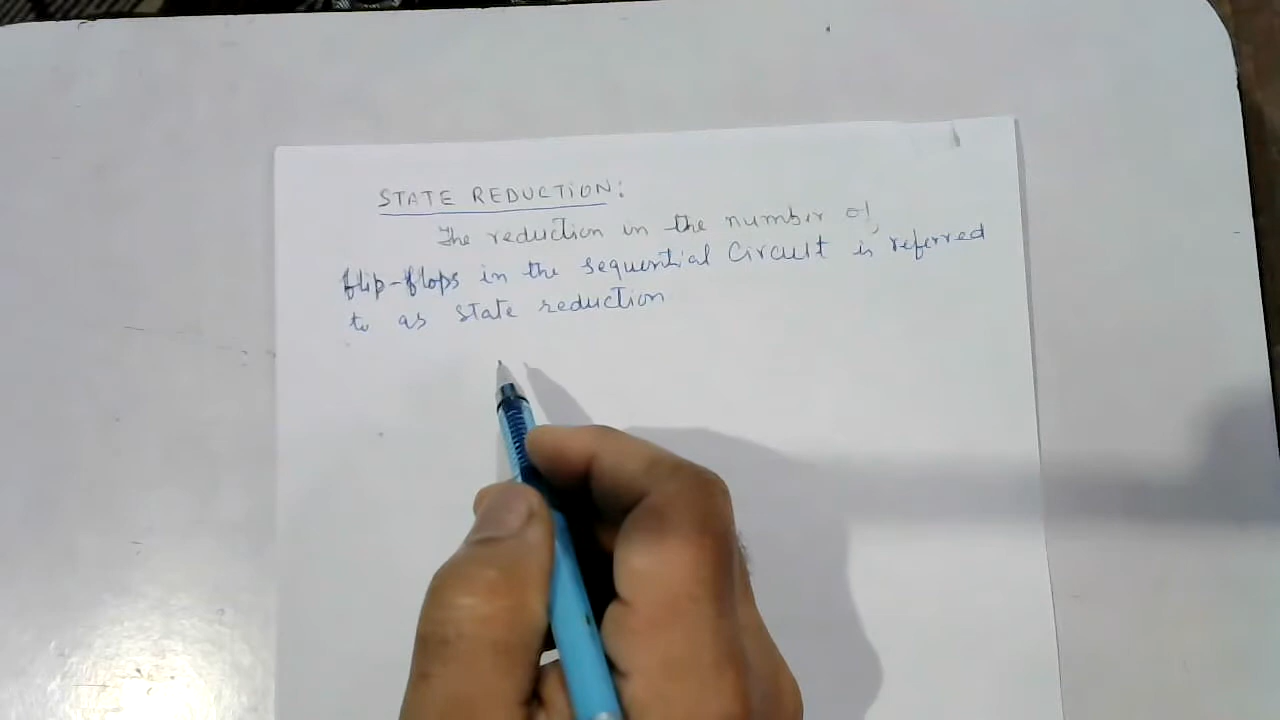 STATE REDUCTION:
The reduction in the number of
flip-flops in the sequential Circuit is referred
to as state reduction